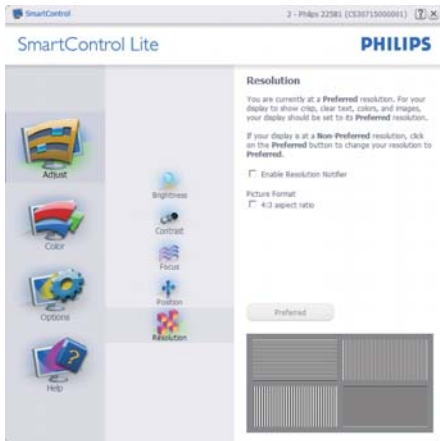 SmartControl
2 - Philips 225B1 (CS30715000001)
SmartControl Lite
PHILIPS
Adjust
Color
Options
Help
Brightness
Contrast
Focus
Position
Resolution
Resolution
You are currently at a Preferred resolution. For your
display to show crisp, clear text, colors, and images,
your display should be set to its Preferred resolution.
If your display is at a Non-Preferred resolution, click
on the Preferred button to change your resolution to
Preferred.
Enable Resolution Notifier
Picture Format
4:3 aspect ratio
Preferred